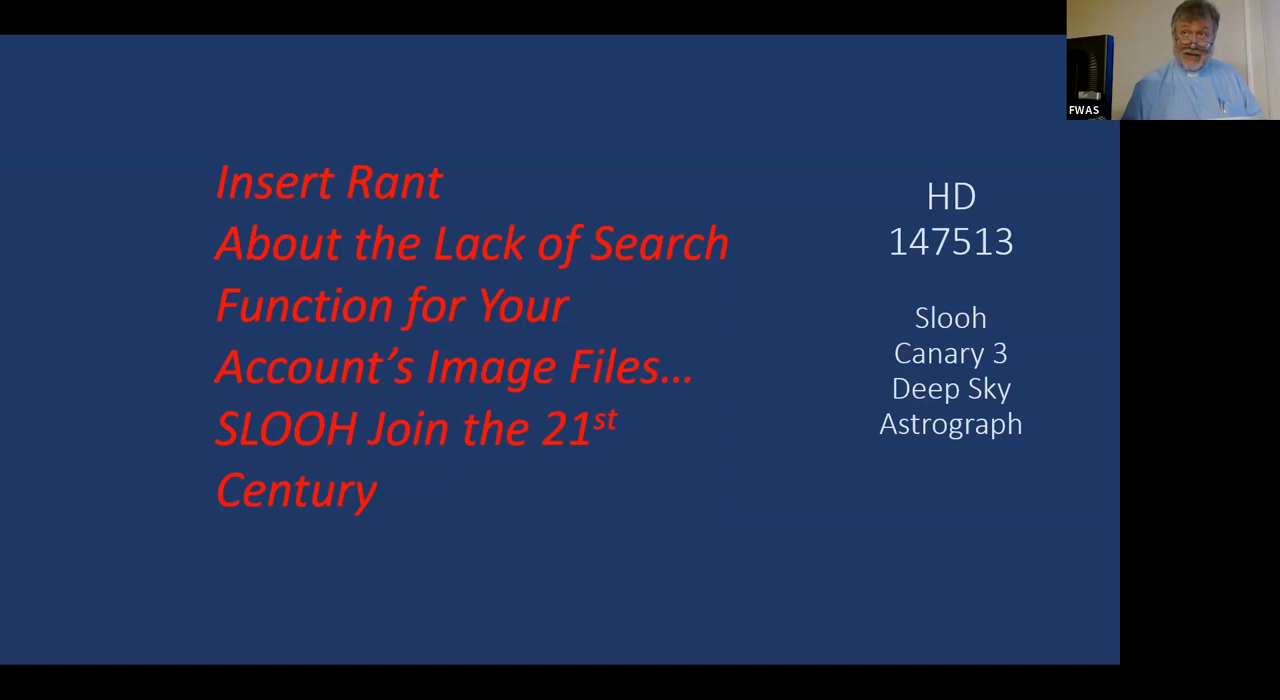 Insert Rant
About the Lack of Search
Function for Your
Account’s Image Files…
SLOOH Join the 21st
Century
HD
147513
Slooh
Canary 3
Deep Sky
Astrograph
FWAS